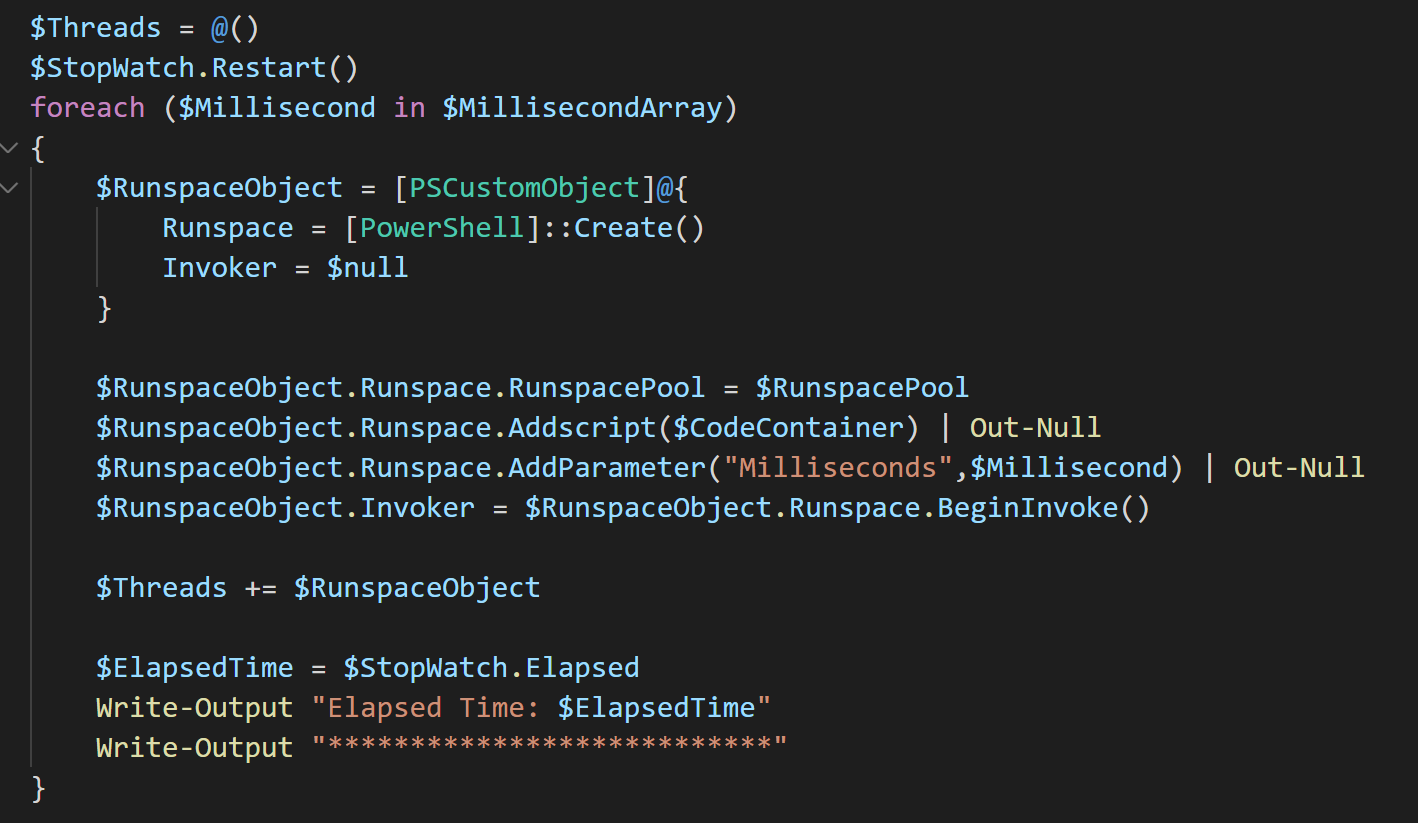 $Threads = @()
$StopWatch.Restart()
foreach ($Millisecond in $MillisecondArray)
{
    $RunspaceObject = [PSCustomObject]@{
        Runspace = [PowerShell]::Create()
        Invoker = $null
    }

    $RunspaceObject.Runspace.RunspacePool = $RunspacePool
    $RunspaceObject.Runspace.Addscript($CodeContainer) | Out-Null
    $RunspaceObject.Runspace.AddParameter("Milliseconds",$Millisecond) | Out-Null
    $RunspaceObject.Invoker = $RunspaceObject.Runspace.BeginInvoke()

    $Threads += $RunspaceObject

    $ElapsedTime = $StopWatch.Elapsed
    Write-Output "Elapsed Time: $ElapsedTime"
    Write-Output "***************************"
}